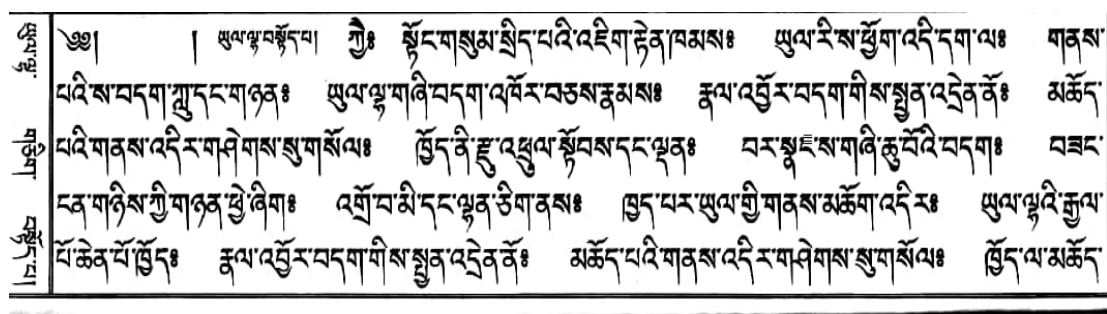 ཡུལ་ལྷ་
གཅིག་
བསྟོད་པ།
༄༅། །ཡུལ་ལྷ་བསྟོད་པ། ཀྱཻ༔ སྟོང་གསུམ་སྲིད་པའི་འཇིག་རྟེན་ཁམས༔ ཡུལ་རི་ས་ཕྱོག་འདི་དག་ལ༔ གནས་
པའི་ས་བདག་ཀླུ་དང་གཉན༔ ཡུལ་ལྷ་གཞི་བདག་འཁོར་བཅས་རྣམས༔ རྣལ་འབྱོར་བདག་གིས་སྤྱན་འདྲེན་ནོ༔ མཆོད་
པའི་གནས་འདིར་གཤེགས་སུ་གསོལ༔ ཁྱོད་ནི་རྫུ་འཕྲུལ་སྟོབས་དང་ལྡན༔ བར་སྣང་ས་གཞི་ཆུ་བོའི་བདག༔ བཟང་
ངན་གཉིས་ཀྱི་གཉན་ཕྱེ་ཞིག༔ འགྲོ་བ་མི་དང་ལྷན་ཅིག་ནས༔ ཁྱད་པར་ཡུལ་གྱི་གནས་མཆོག་འདིར༔ ཡུལ་ལྷའི་རྒྱལ་
པོ་ཆེན་པོ་ཁྱོད༔ རྣལ་འབྱོར་བདག་གིས་སྤྱན་འདྲེན་ནོ༔ མཆོད་པའི་གནས་འདིར་གཤེགས་སུ་གསོལ༔ ཁྱོད་ལ་མཆོད་